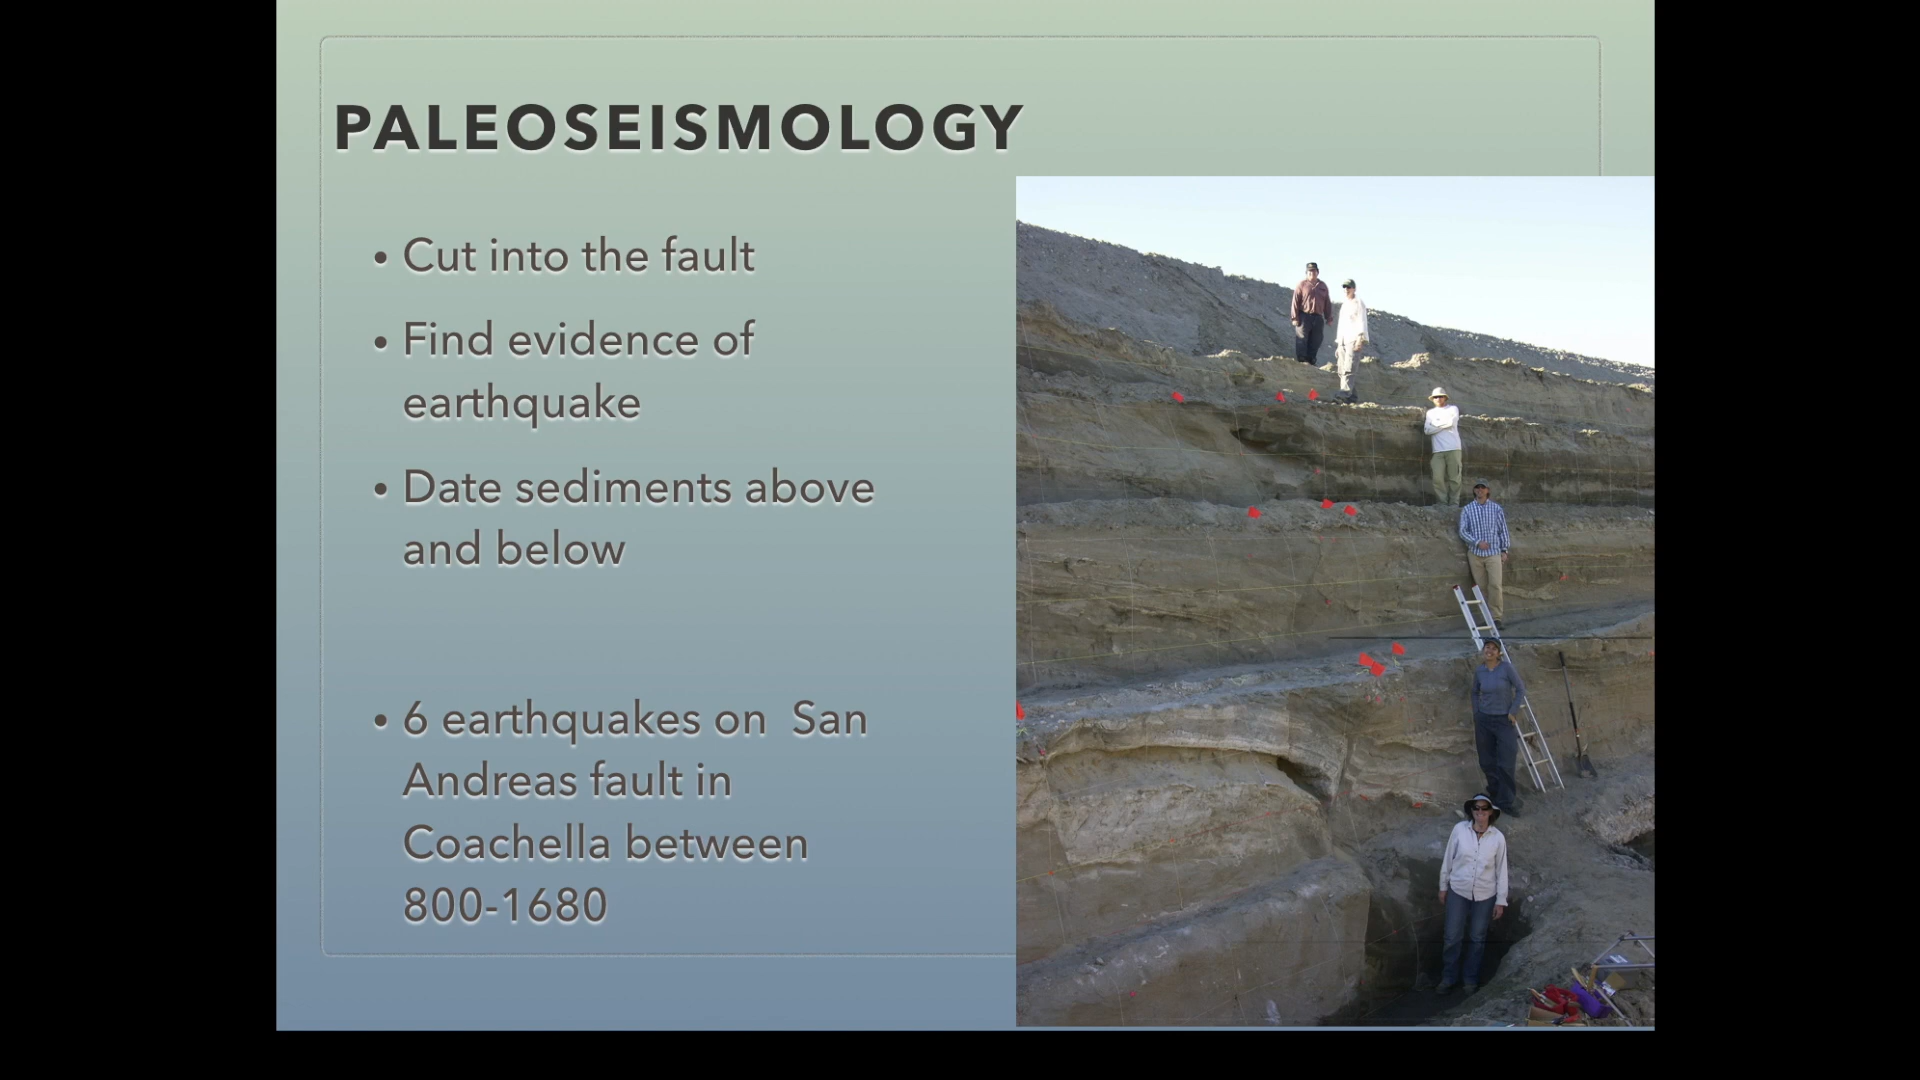 PALEOSEISMOLOGY
• Cut into the fault
• Find evidence of
earthquake
• Date sediments above
and below
• 6 earthquakes on  San
Andreas fault in
Coachella between
800-1680